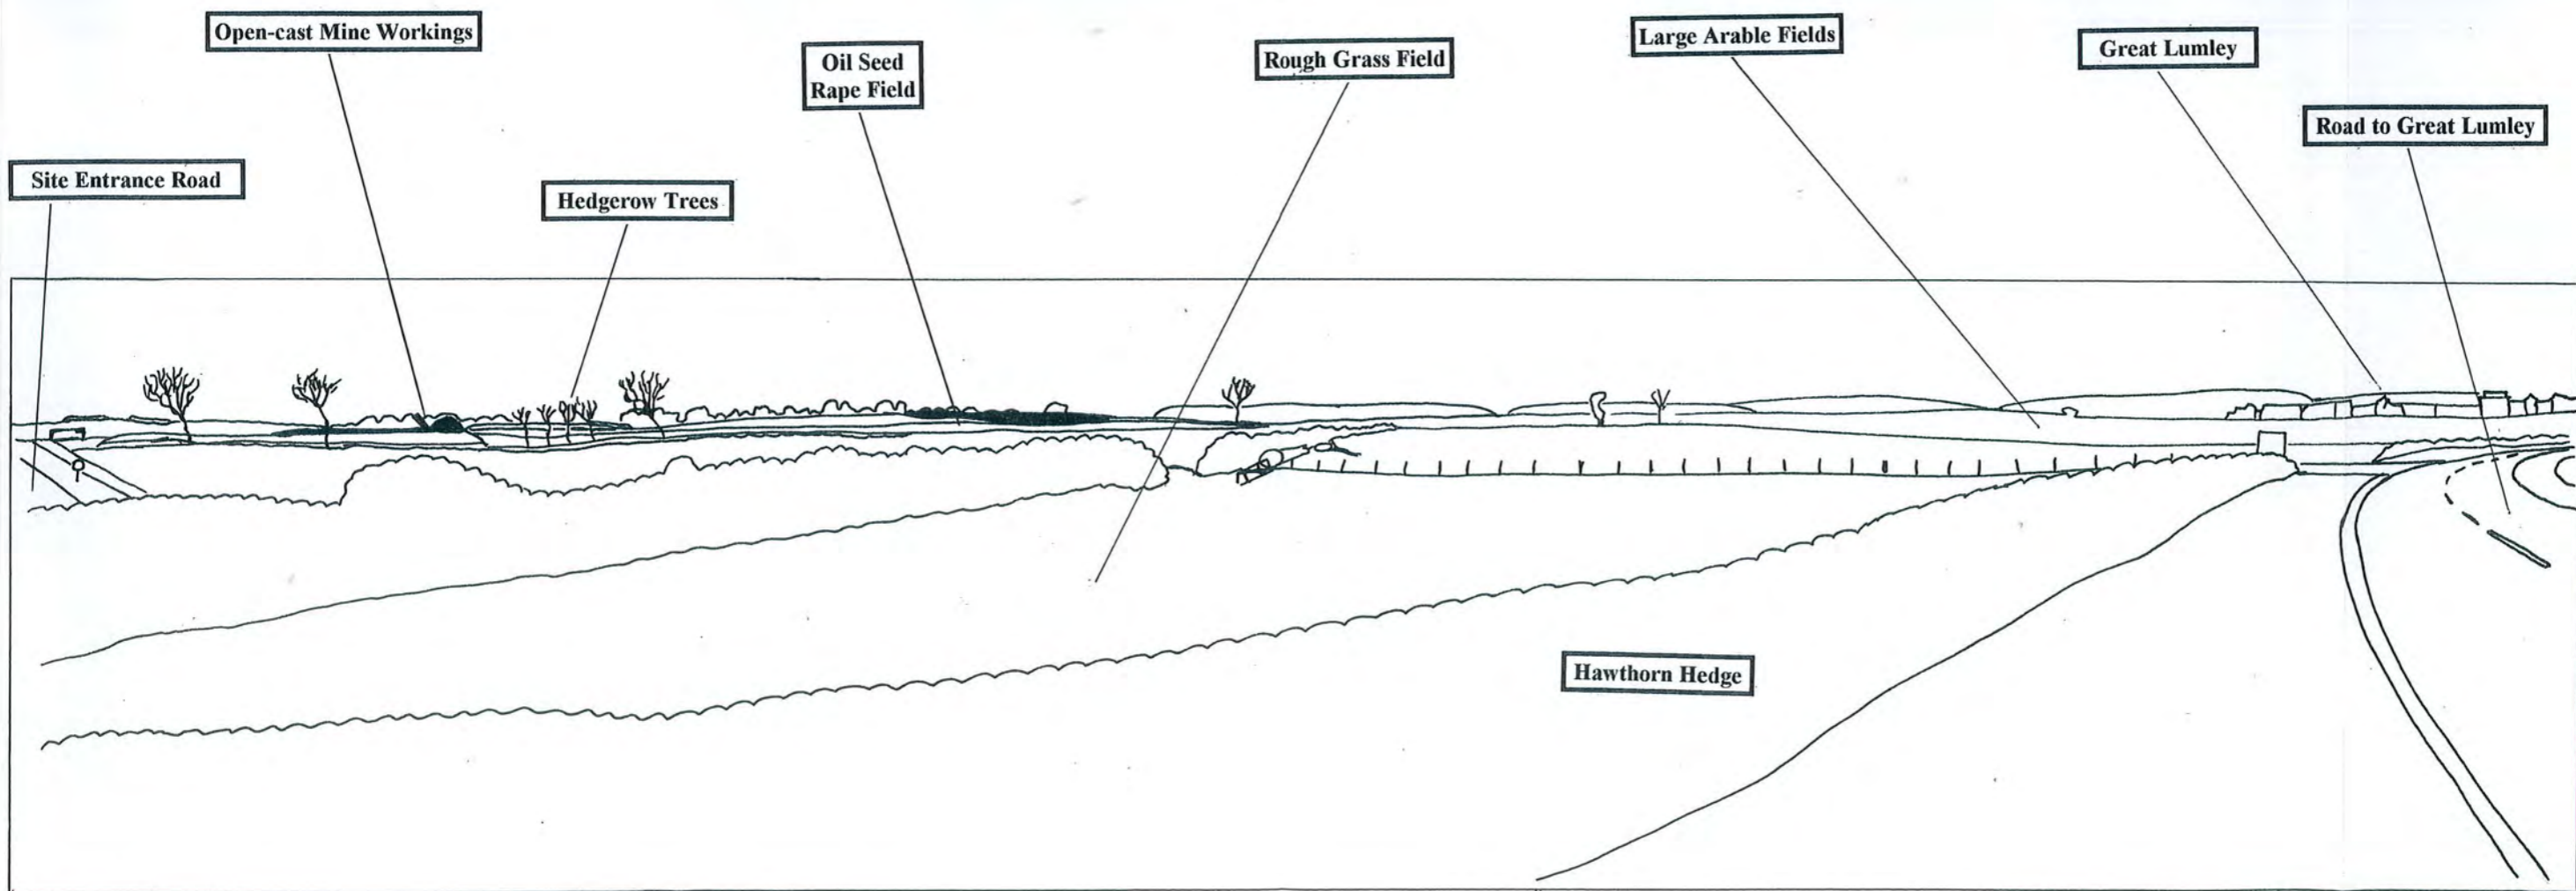 Open-cast Mine Workings
Oil Seed
Rape Field
Rough Grass Field
Large Arable Fields
Great Lumley
Road to Great Lumley
Site Entrance Road
Hedgerow Trees
Hawthorn Hedge